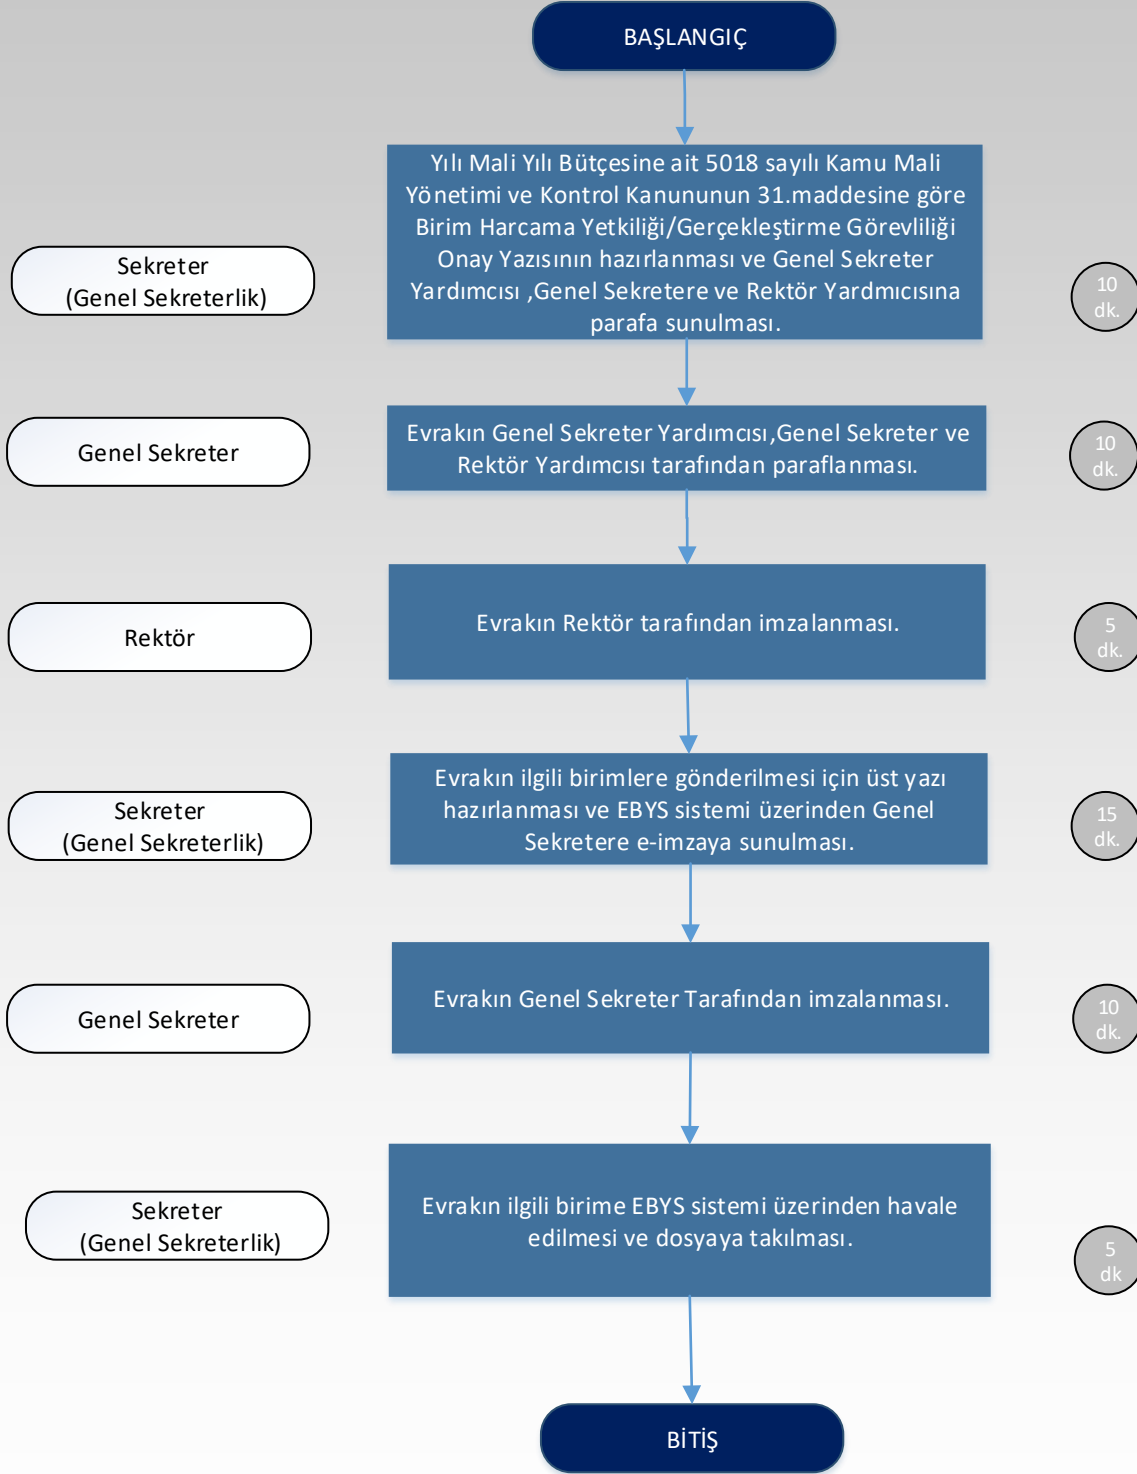 BAŞLANGIÇ
Yılı Mali Yılı Bütçesine ait 5018 sayılı Kamu Mali
Yönetimi ve Kontrol Kanununun 31.maddesine göre
Birim Harcama Yetkiliği/Gerçekleştirme Görevliliği
Onay Yazısının hazırlanması ve Genel Sekreter
Yardımcısı ,Genel Sekretere ve Rektör Yardmıcısına
parafa sunulması.
Sekreter
(Genel Sekreterlik)
10
dk.
Genel Sekreter
Evrakın Genel Sekreter Yardımcısı,Genel Sekreter ve
Rektör Yardımcısı tarafından paraflanması.
10
dk.
Rektör
Evrakın Rektör tarafından imzalanması.
5
dk.
Sekreter
(Genel Sekreterlik)
Evrakın ilgili birimlere gönderilmesi için üst yazı
hazırlanması ve EBYS sistemi üzerinden Genel
Sekretere e-imzaya sunulması.
15
dk.
Genel Sekreter
Evrakın Genel Sekreter Tarafından imzalanması.
10
dk.
Sekreter
(Genel Sekreterlik)
Evrakın ilgili birime EBYS sistemi üzerinden havale
edilmesi ve dosyaya takılması.
5
dk
BİTİŞ